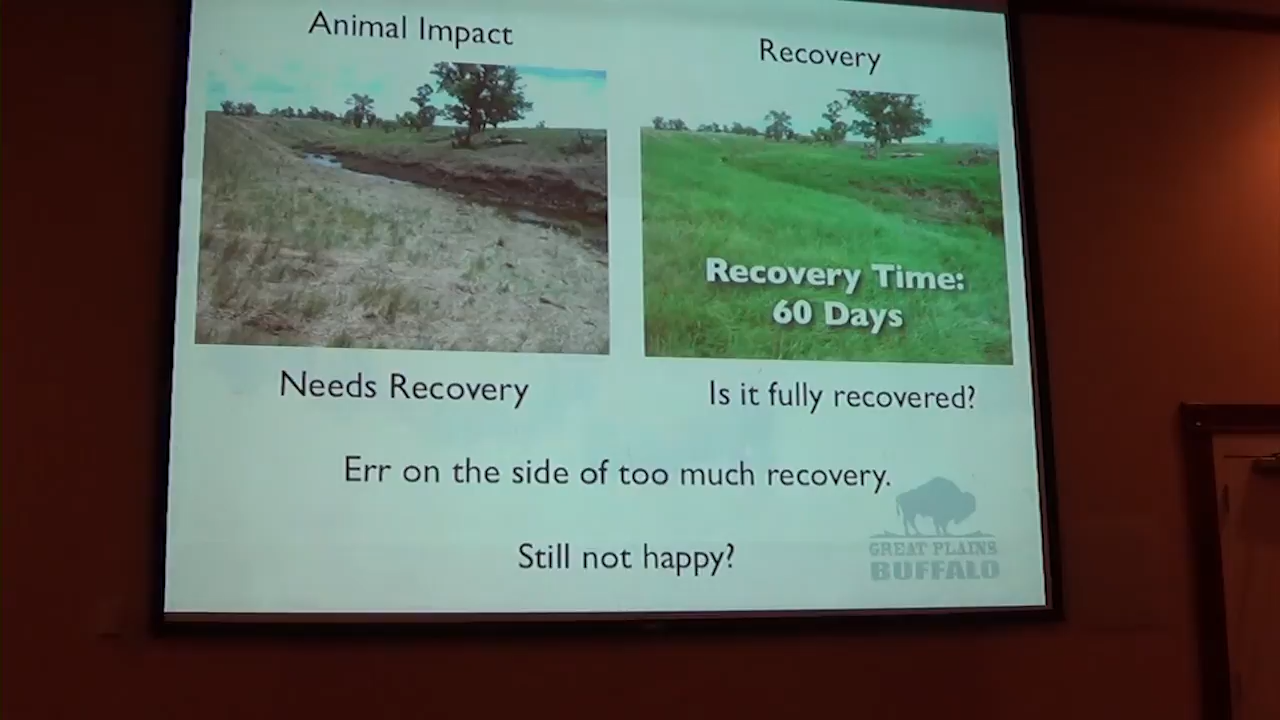 Animal Impact
Recovery
Recovery Time:
60 Days
Needs Recovery
Is it fully recovered?
Err on the side of too much recovery.
Still not happy?
GREAT PLAINS
BUFFALO